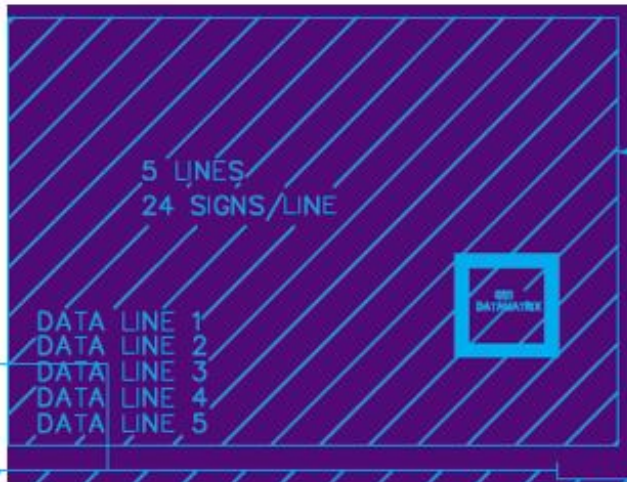 5 LINES
24 SIGNS/LINE
DATAMATRIX
DATA LINE 1
DATA LINE 2
DATA LINE 3
DATA LINE 4
DATA LINE 5